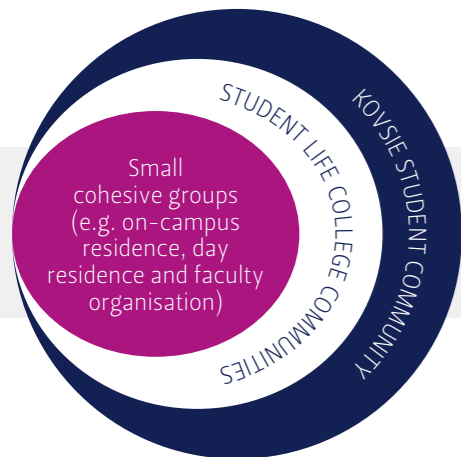 Small
cohesive groups
(e.g. on-campus
residence, day
residence and faculty
organisation)
STUDENT LIFE COLLEGE COMMUNITIES
KOVSIE STUDENT COMMUNITY